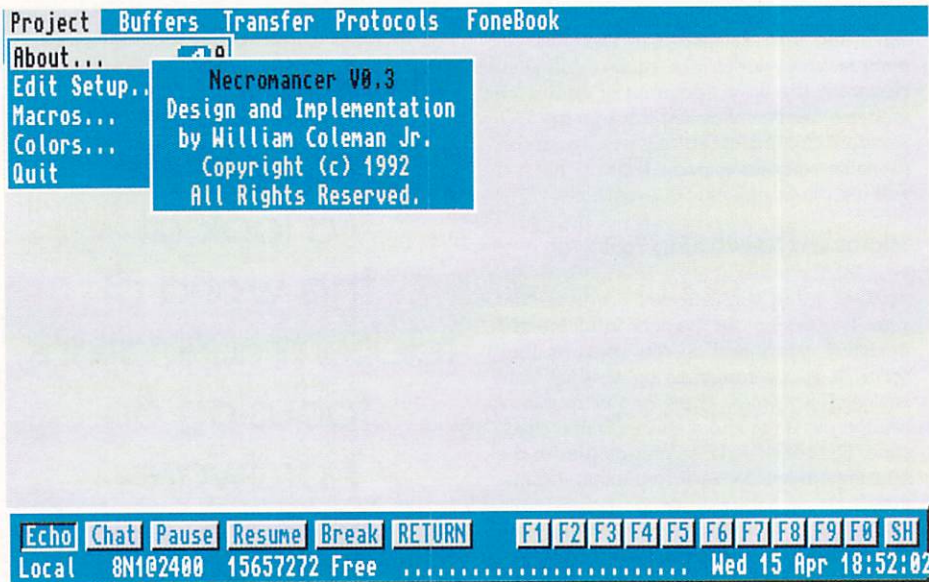 Project Buffers Transfer Protocols FoneBook
About... A
Edit Setup..
Macros...
Colors...
Quit
Necromancer V0.3
Design and Implementation
by William Coleman Jr.
Copyright (c) 1992
All Rights Reserved.
Echo Chat Pause Resume Break RETURN F1 F2 F3 F4 F5 F6 F7 F8 F9 F0 SH
Local 8N1@2400 15657272 Free ......................... Wed 15 Apr 18:52:02